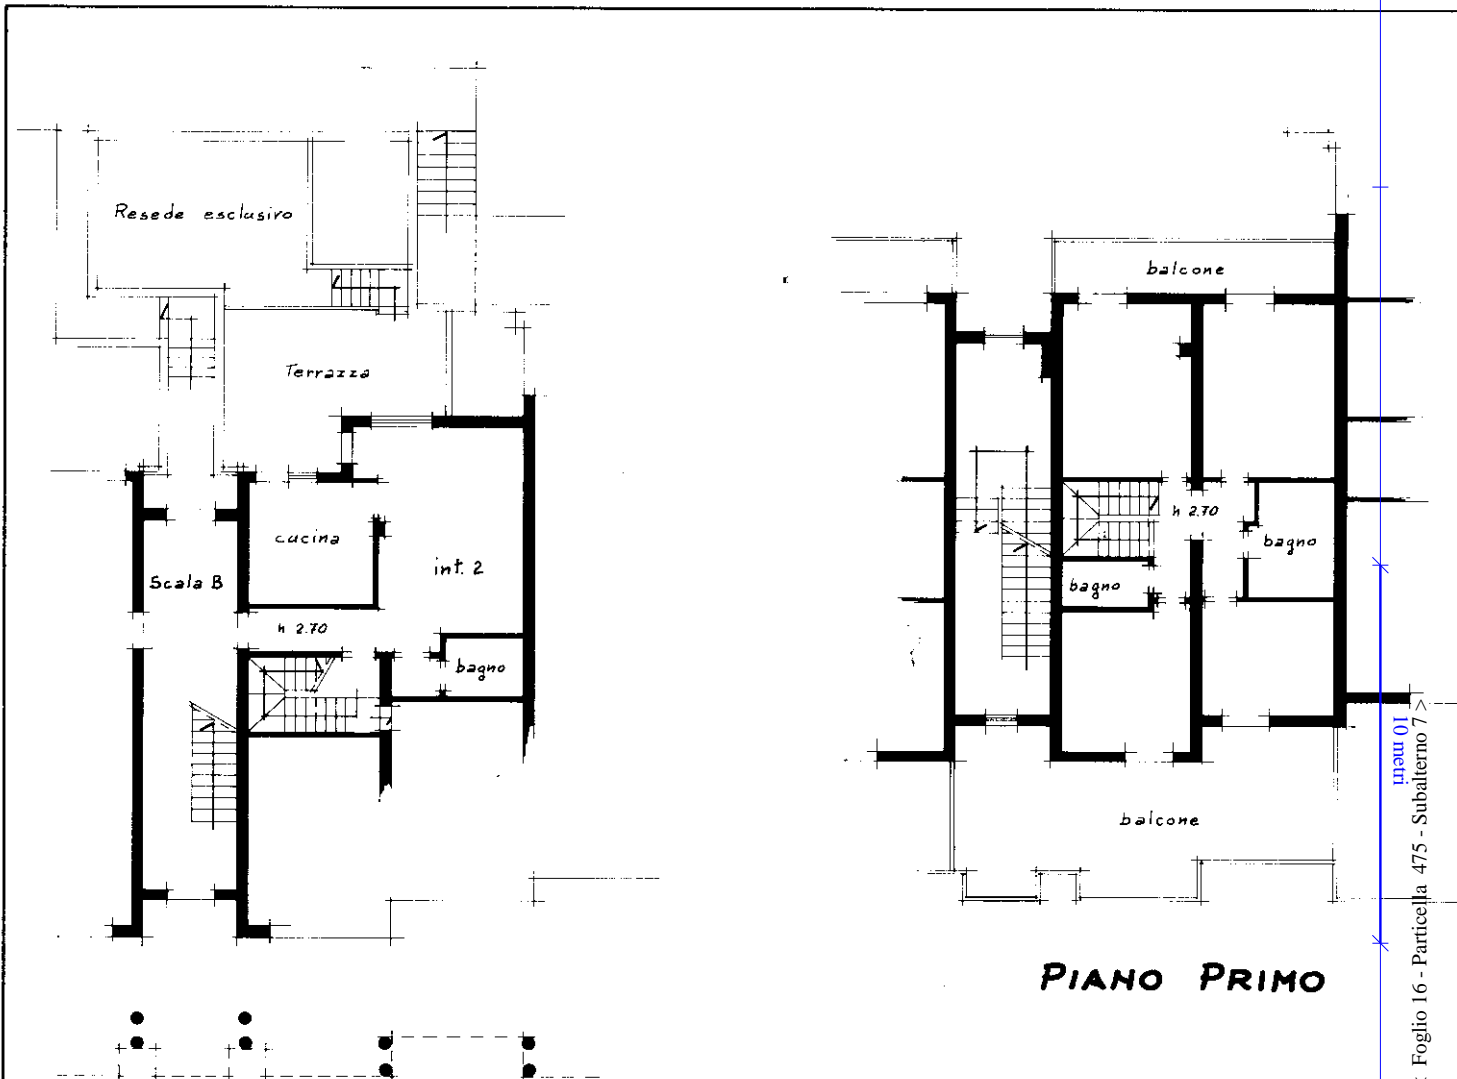 Resede esclusivo
Terrazza
cucina
int. 2
Scala B
h 2.70
bagno
balcone
h 2.70
bagno
bagno
balcone
PIANO PRIMO
10 metri
: Foglio 16 - Particella 475 - Subalterno 7 >